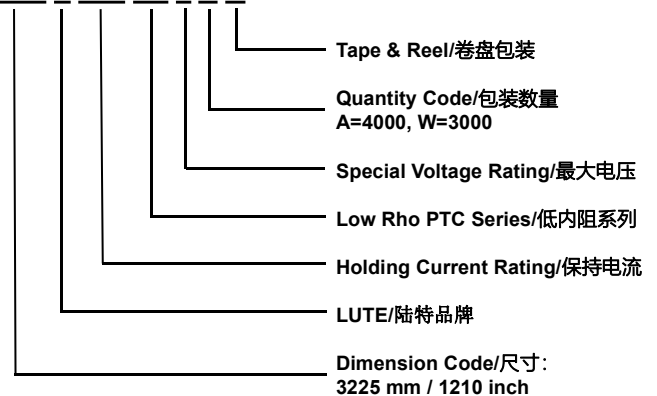 Tape & Reel/卷盘包装
Quantity Code/包装数量
A=4000, W=3000
Special Voltage Rating/最大电压
Low Rho PTC Series/低内阻系列
Holding Current Rating/保持电流
LUTE/陆特品牌
Dimension Code/尺寸：
3225 mm / 1210 inch